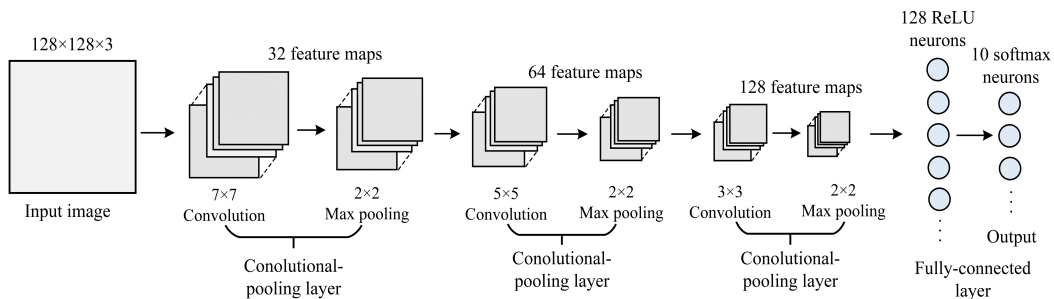 128×128×3
Input image
32 feature maps
7×7
Convolution
2×2
Max pooling
Conolutional-
pooling layer
64 feature maps
5×5
Convolution
2×2
Max pooling
Conolutional-
pooling layer
128 feature maps
3×3
Convolution
2×2
Max pooling
Conolutional-
pooling layer
128 ReLU
neurons
Fully-connected
layer
10 softmax
neurons
Output